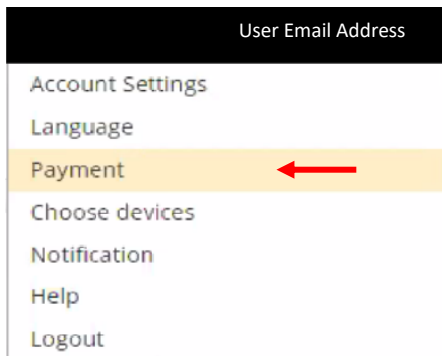 User Email Address
Account Settings
Language
Payment
Choose devices
Notification
Help
Logout